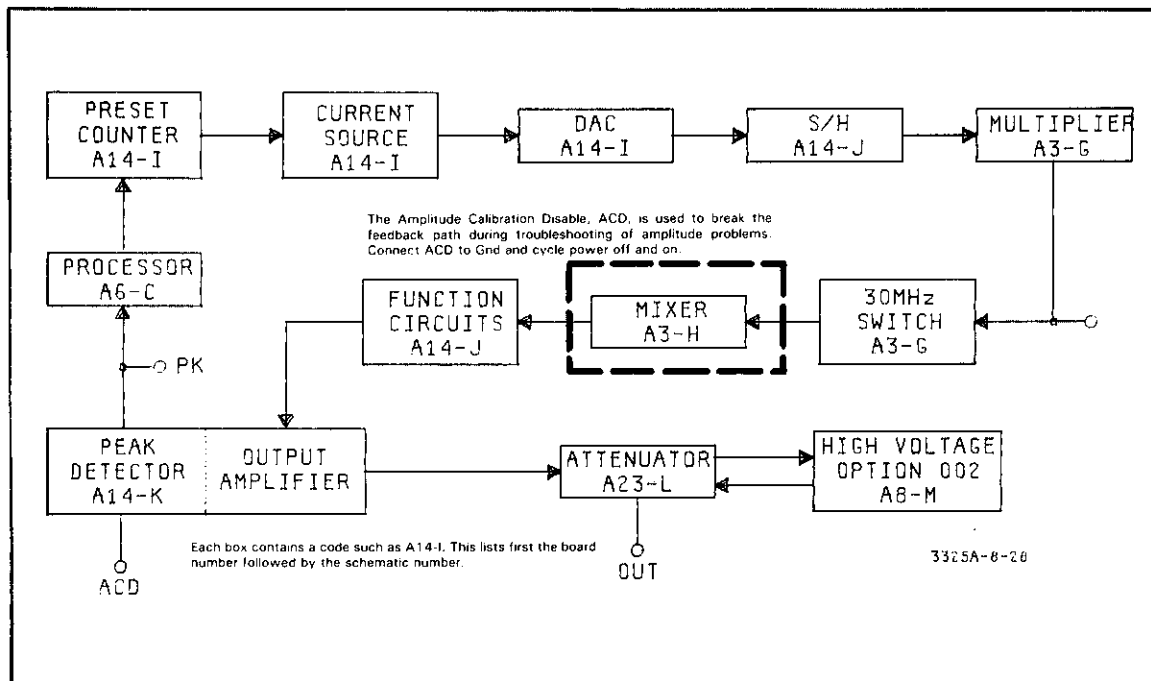 PRESET
COUNTER
A14-I
CURRENT
SOURCE
A14-I
DAC
A14-I
S/H
A14-J
MULTIPLIER
A3-G
The Amplitude Calibration Disable, ACD, is used to break the
feedback path during troubleshooting of amplitude problems.
Connect ACD to Gnd and cycle power off and on.
PROCESSOR
A6-C
FUNCTION
CIRCUITS
A14-J
MIXER
A3-H
30MHz
SWITCH
A3-G
PK
PEAK
DETECTOR
A14-K
OUTPUT
AMPLIFIER
ATTENUATOR
A23-L
HIGH VOLTAGE
OPTION 002
A8-M
Each box contains a code such as A14-I. This lists first the board
number followed by the schematic number.
ACD
OUT
3325A-8-28